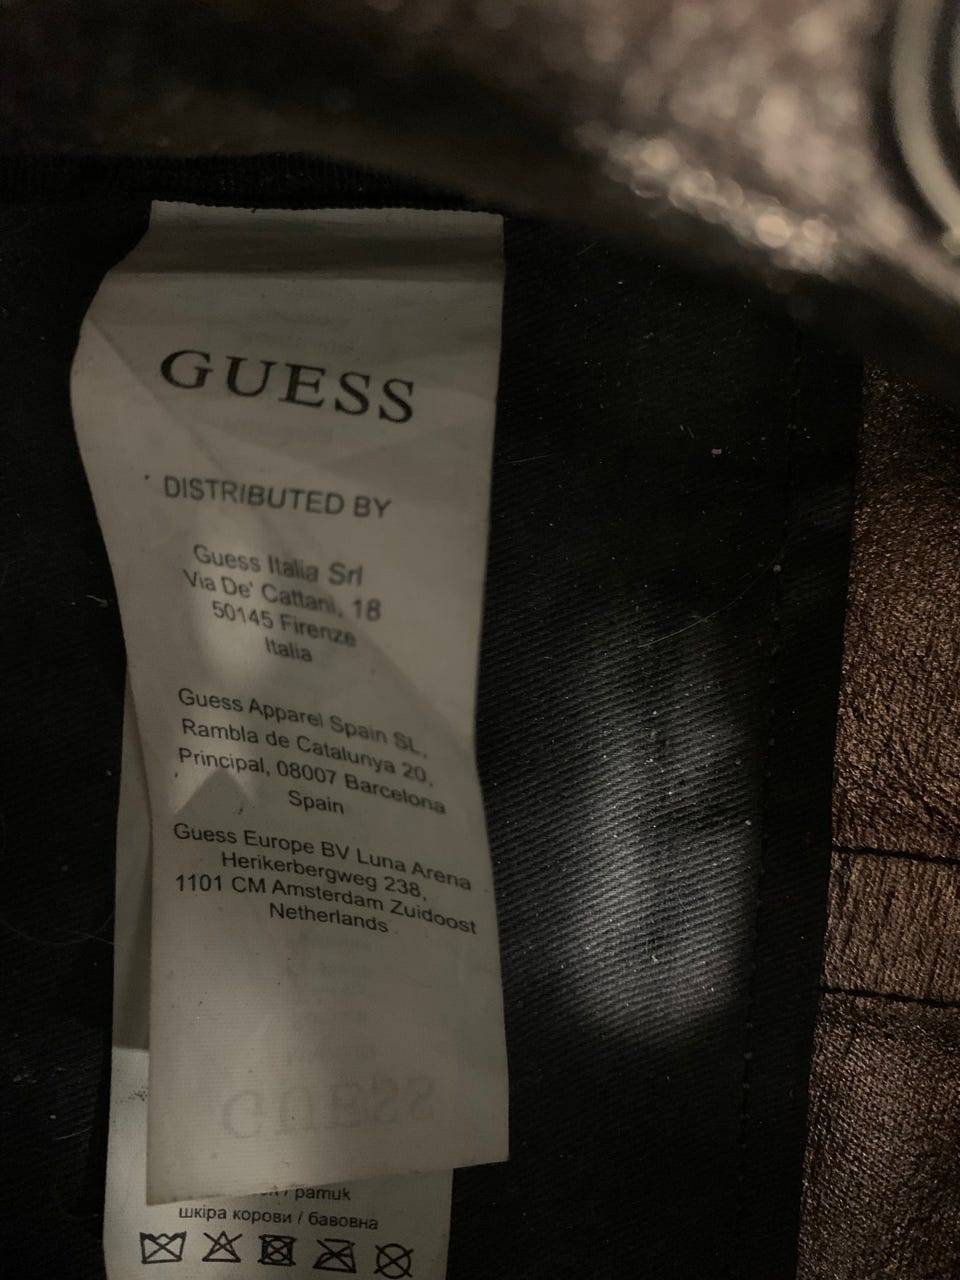 GUESS
DISTRIBUTED BY
Guess Italia Srl
Via De' Cattani, 18
50145 Firenze
Italia
Guess Apparel Spain SL,
Rambla de Catalunya 20,
Principal, 08007 Barcelona
Spain
Guess Europe BV Luna Arena
Herikerbergweg 238,
1101 CM Amsterdam Zuidoost
Netherlands
/ pamuk
шкіра корови / бавовна